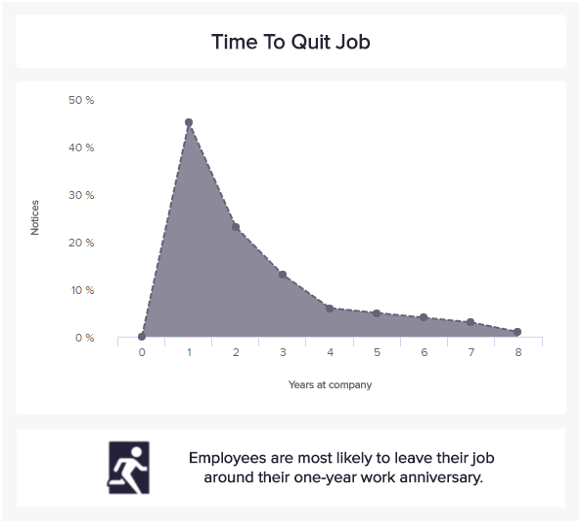 Time To Quit Job
50 %
40 %
30 %
20 %
10 %
0 %
Notices
0 1 2 3 4 5 6 7 8
Years at company
Employees are most likely to leave their job
around their one-year work anniversary.